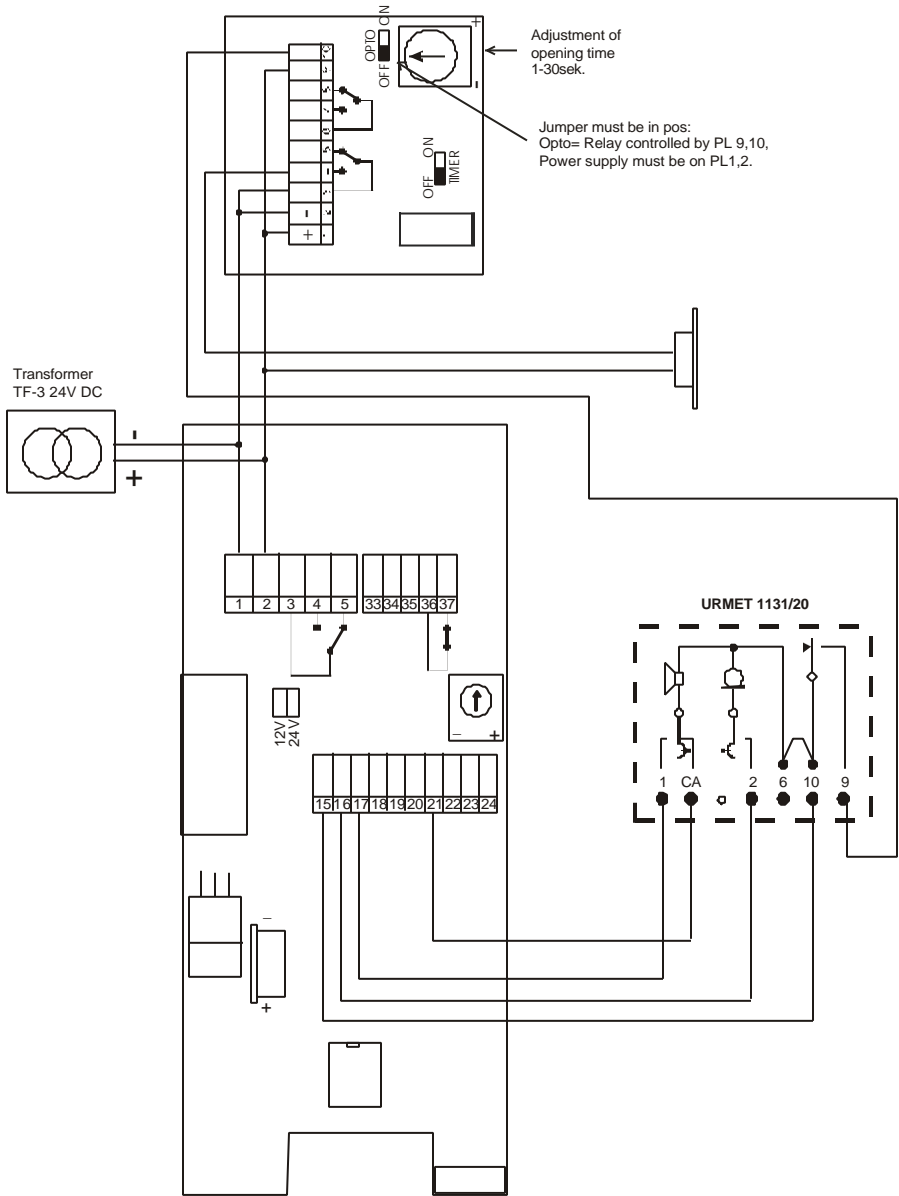 ON
OPTO
OFF
+
-
Adjustment of
opening time
1-30sek.
Jumper must be in pos:
Opto= Relay controlled by PL 9,10,
Power supply must be on PL1,2.
ON
OFF
TIMER
-
+
Transformer
TF-3 24V DC
-
+
1 2 3 4 5 33 34 35 36 37
URMET 1131/20
12V
24V
- +
1 CA 2 6 10 9
15 16 17 18 19 20 21 22 23 24
-
+